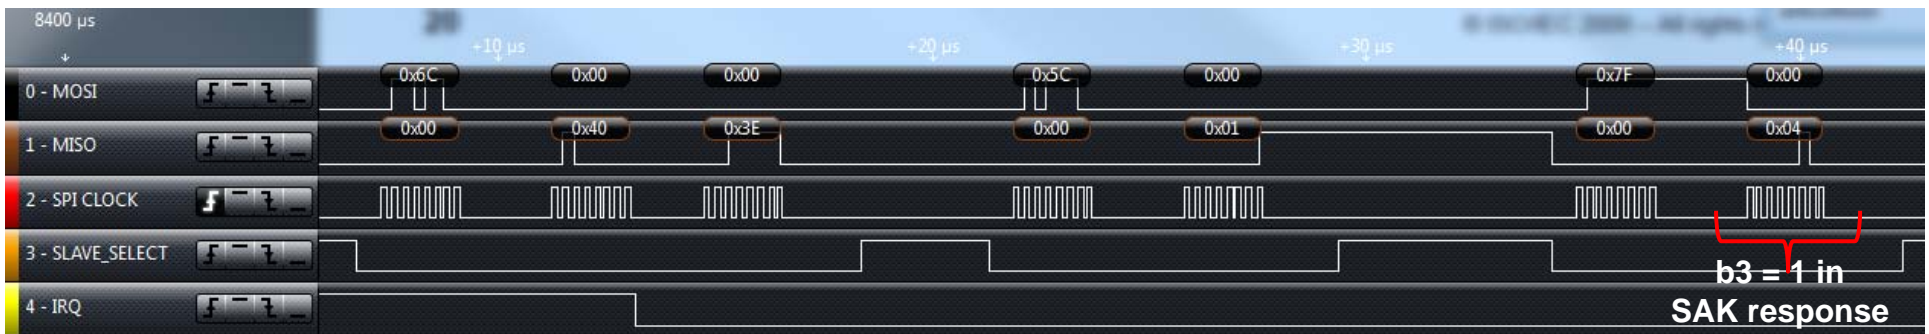 20
8400 µs
+10 µs
+20 µs
+30 µs
+40 µs
0 - MOSI
0x6C 0x00 0x00 0x5C 0x00 0x7F 0x00
1 - MISO
0x00 0x40 0x3E 0x00 0x01 0x00 0x04
2 - SPI CLOCK
3 - SLAVE_SELECT
4 - IRQ
b3 = 1 in
SAK response